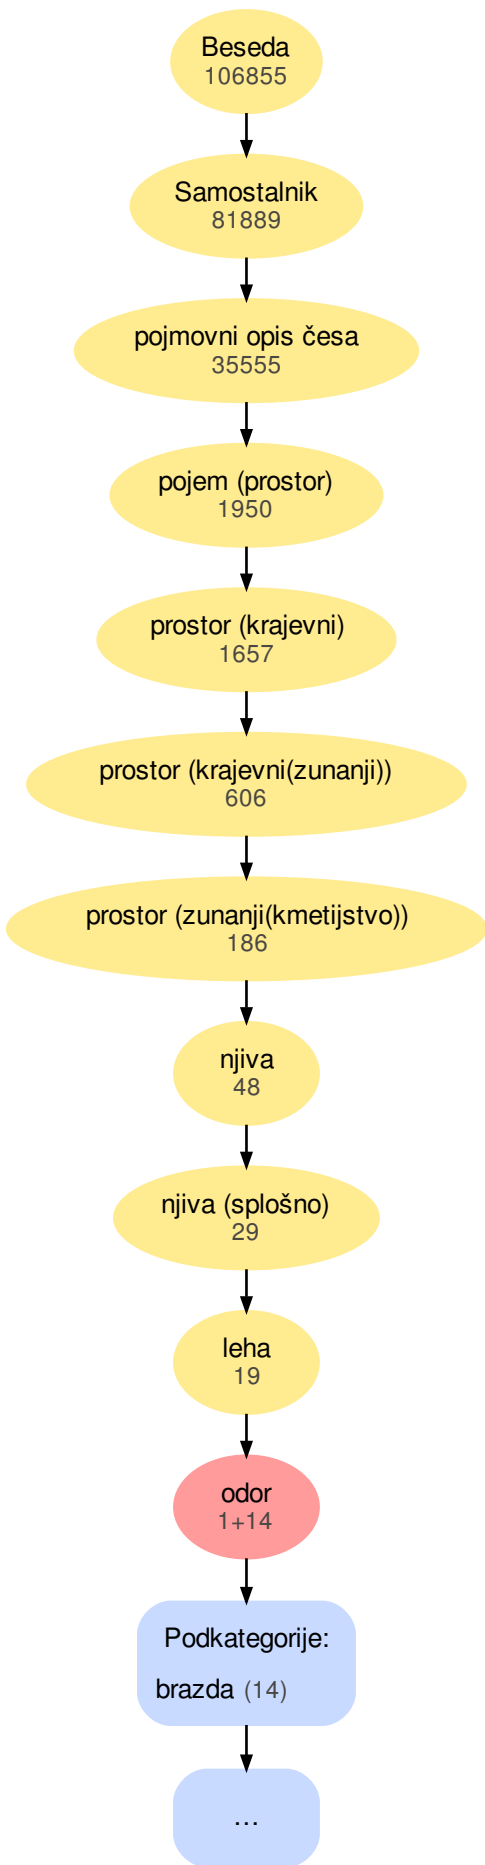 Beseda
106855
Samostalnik
81889
pojmovni opis česa
35555
pojem (prostor)
1950
prostor (krajevni)
1657
prostor (krajevni(zunanji))
606
prostor (zunanji(kmetijstvo))
186
njiva
48
njiva (splošno)
29
leha
19
odor
1+14
Podkategorije:
brazda (14)
...